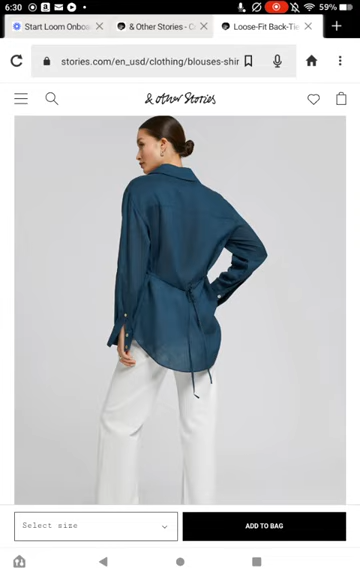 6:30
59%
Start Loom Onboa
& Other Stories - C
Loose-Fit Back-Tie
stories.com/en_usd/clothing/blouses-shir
& other Stories
Select size
ADD TO BAG